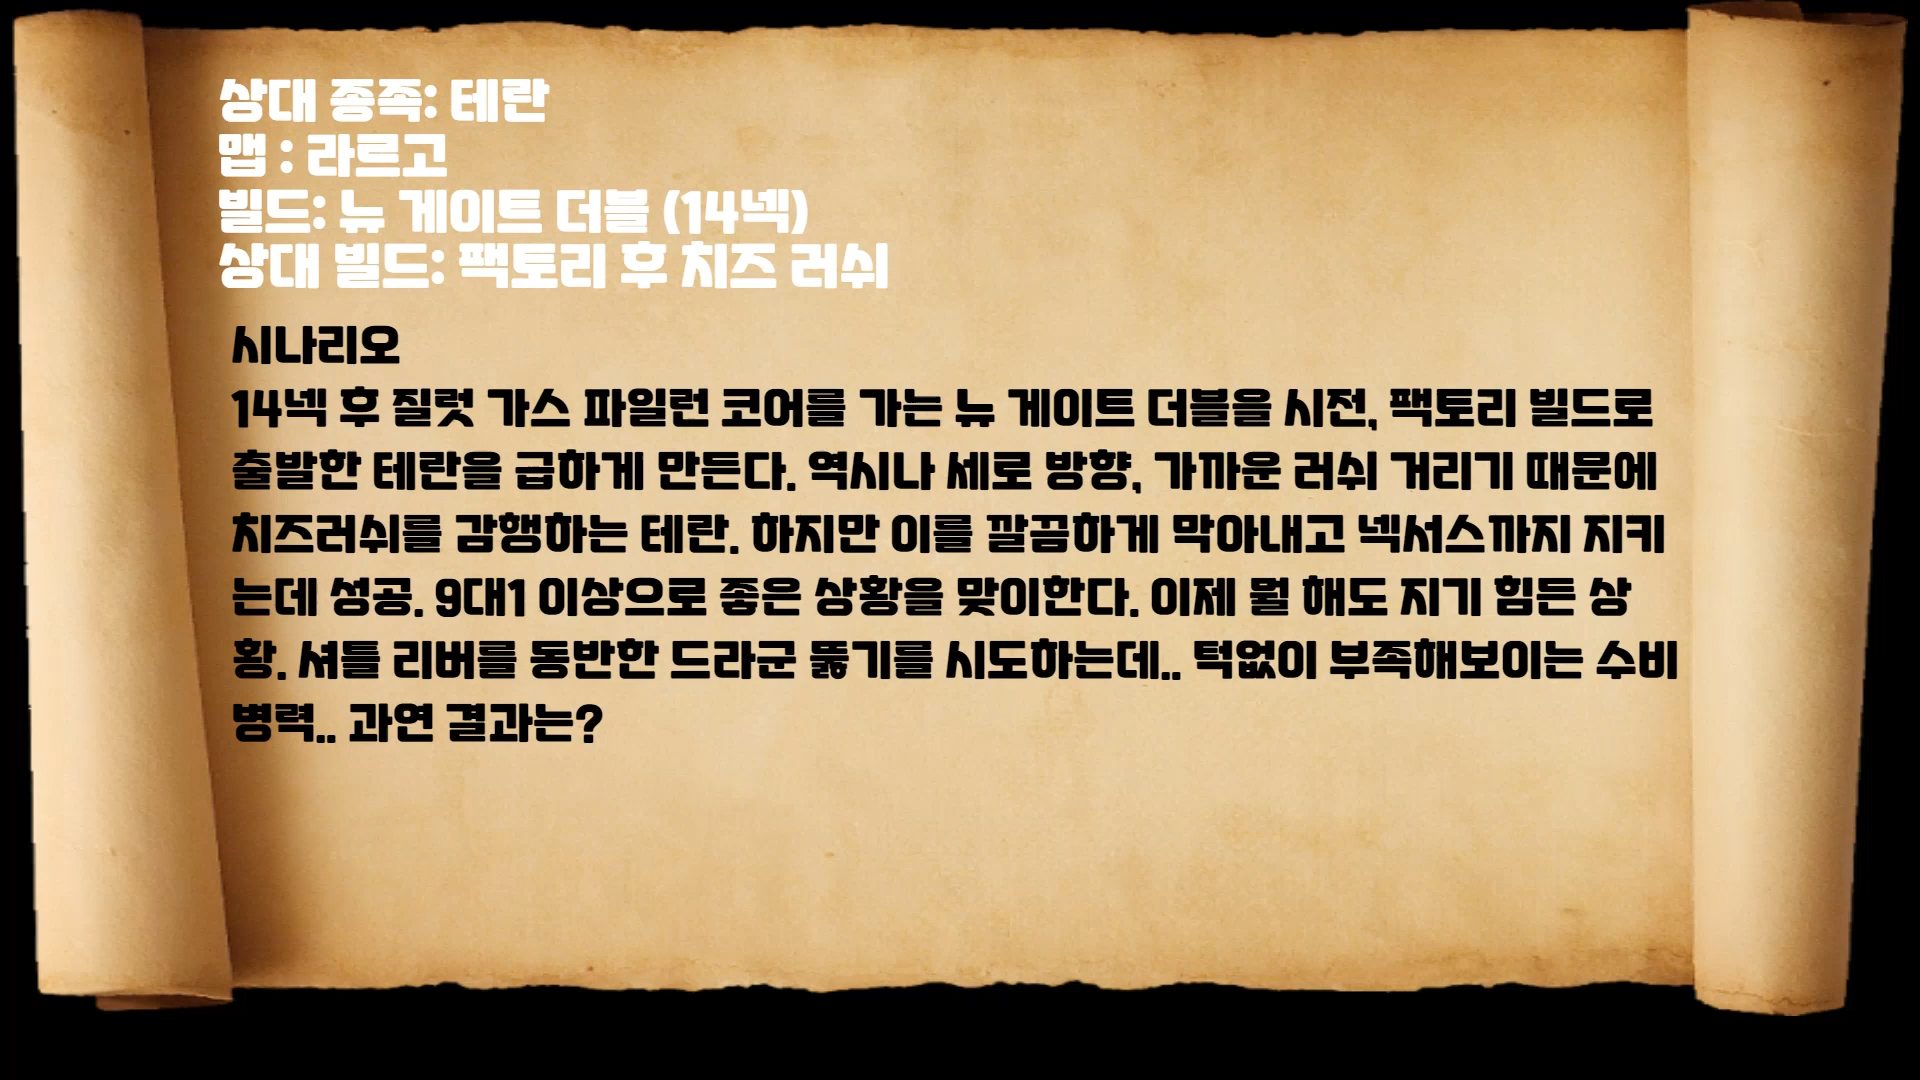 상대 종족: 테란
맵 : 라르고
빌드: 뉴 게이트 더블 (14넥)
상대 빌드: 팩토리 후 치즈 러쉬
시나리오
14넥 후 질럿 가스 파일런 코어를 가는 뉴 게이트 더블을 시전, 팩토리 빌드로
출발한 테란을 급하게 만든다. 역시나 세로 방향, 가까운 러쉬 거리기 때문에
치즈러쉬를 감행하는 테란. 하지만 이를 깔끔하게 막아내고 넥서스까지 지키
는데 성공. 9대1 이상으로 좋은 상황을 맞이한다. 이제 뭘 해도 지기 힘든 상
황. 셔틀 리버를 동반한 드라군 뚫기를 시도하는데.. 턱없이 부족해보이는 수비
병력.. 과연 결과는?